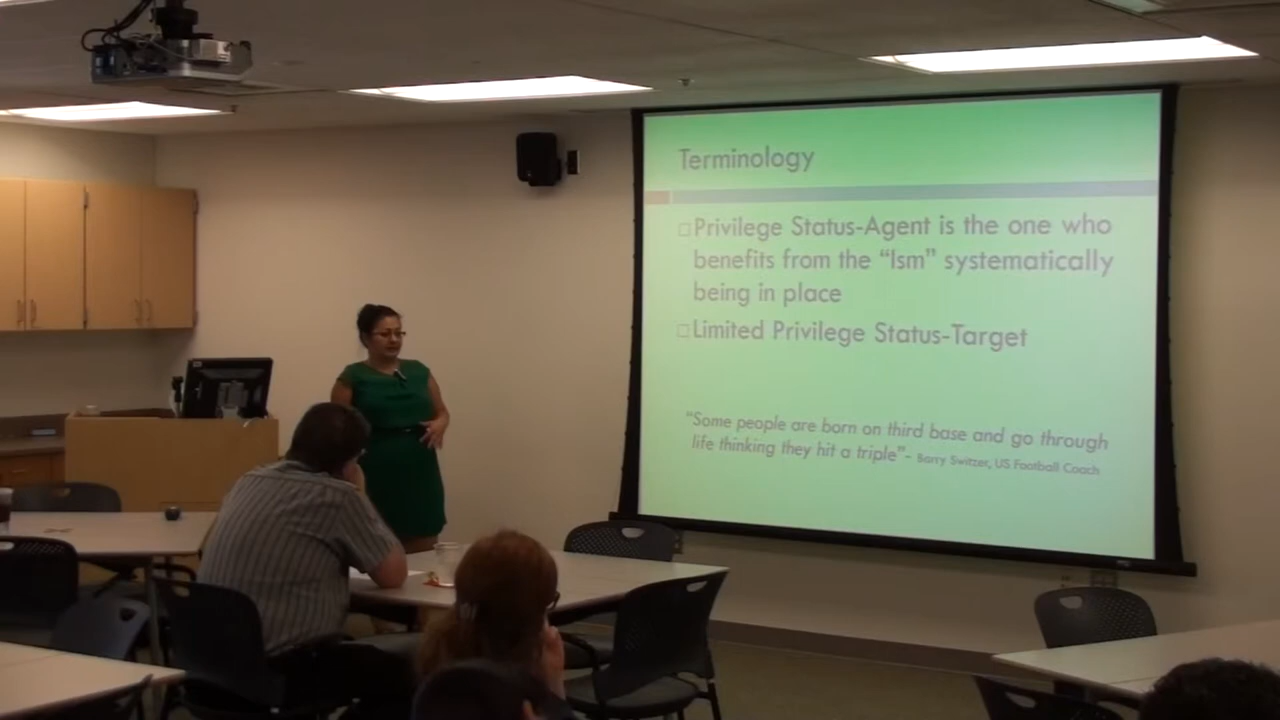 Terminology
Privilege Status-Agent is the one who
benefits from the "Ism" systematically
being in place
Limited Privilege Status-Target
"Some people are born on third base and go through
life thinking they hit a triple"- Barry Switzer, US Football Coach